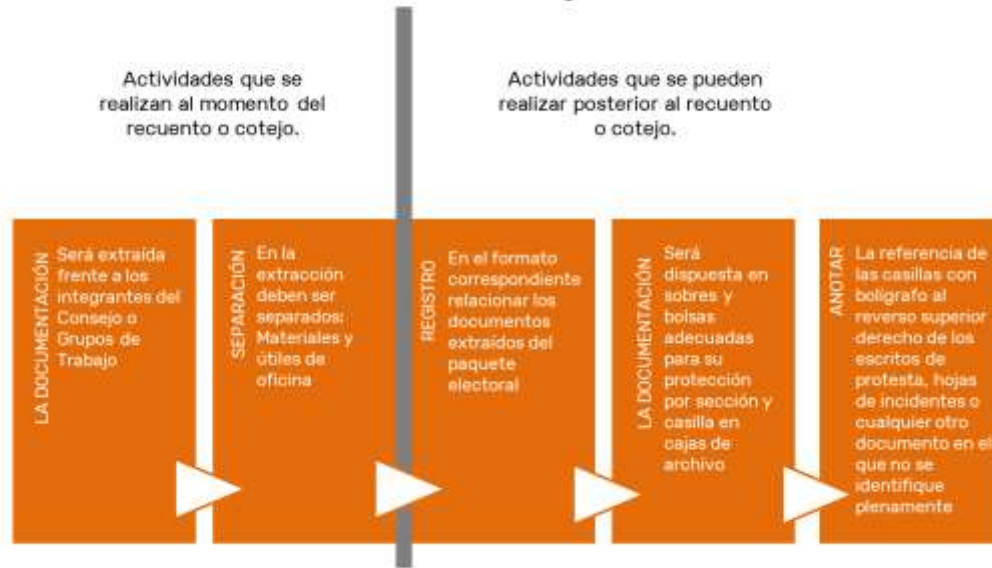 Actividades que se
realizan al momento del
recuento o cotejo.
Actividades que se pueden
realizar posterior al recuento
o cotejo.
LA DOCUMENTACIÓN
Será extraída
frente a los
integrantes del
Consejo o
Grupos de
Trabajo
SEPARACIÓN
En la
extracción
deben ser
separados:
Materiales y
útiles de
oficina
REGISTRO
En el formato
correspondiente
relacionar los
documentos
extraídos del
paquete
electoral
LA DOCUMENTACIÓN
Será
dispuesta en
sobres y
bolsas
adecuadas
para su
protección
por sección y
casilla en
cajas de
archivo
ANOTAR
La referencia de
las casillas con
bolígrafo al
reverso superior
derecho de los
escritos de
protesta, hojas
de incidentes o
cualquier otro
documento en el
que no se
identifique
plenamente